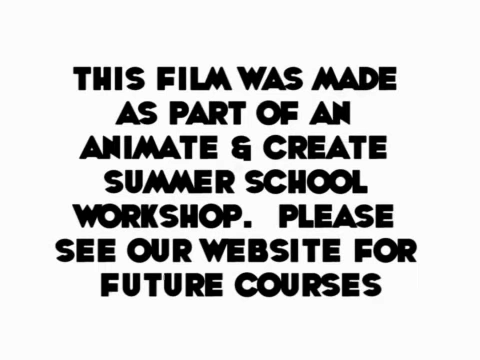 THIS FILM WAS MADE
AS PART OF AN
ANIMATE & CREATE
SUMMER SCHOOL
WORKSHOP. PLEASE
SEE OUR WEBSITE FOR
FUTURE COURSES